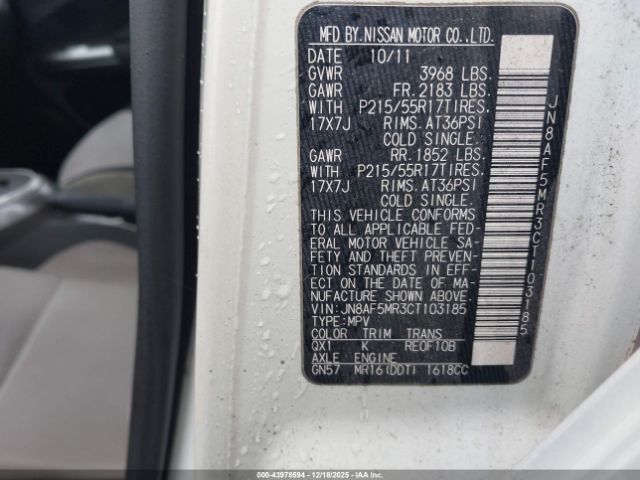 MFD BY.NISSAN MOTOR CO.,LTD.
DATE 10/11
GVWR 3968 LBS.
GAWR FR.2183 LBS.
WITH P215/55R17TIRES.
17X7J RIMS.AT36PSI
COLD SINGLE.
GAWR RR.1852 LBS.
WITH P215/55R17TIRES.
17X7J RIMS.AT36PSI
COLD SINGLE.
THIS VEHICLE CONFORMS
TO ALL APPLICABLE FED-
ERAL MOTOR VEHICLE SA-
FETY AND THEFT PREVEN-
TION STANDARDS IN EFF-
ECT ON THE DATE OF MA-
NUFACTURE SHOWN ABOVE.
VIN:JN8AF5MR3CT103185
TYPE:MPV
COLOR TRIM TRANS
QX1 K RE0F10B
AXLE ENGINE
GN57 MR16(DDT) 1618CC
JN8AF5MR3CT103185
000-43978594 - 12/18/2025 - IAA Inc.